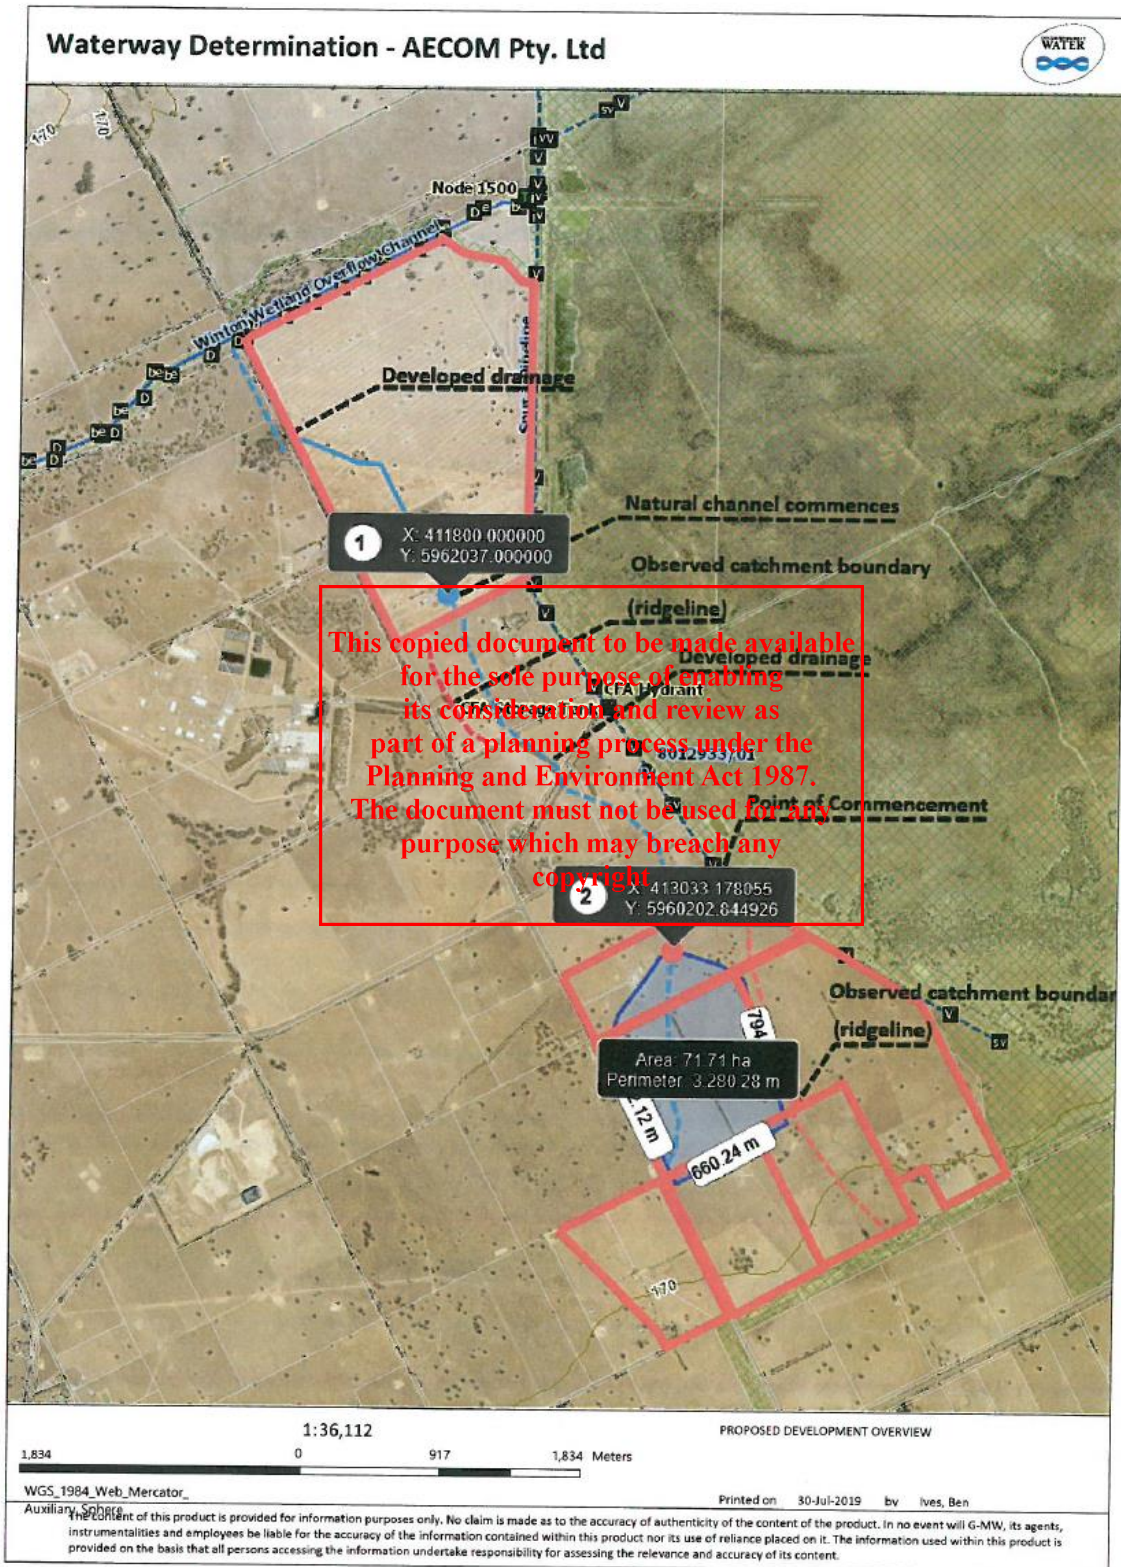 Waterway Determination - AECOM Pty. Ltd
WATER
170
170
Node 1500
Winton Wetland Overflow Channel
Developed drainage
Natural channel commences
1
X: 411800.000000
Y: 5962037.000000
Observed catchment boundary
(ridgeline)
This copied document to be made available
for the sole purpose of enabling
its consideration and review as
part of a planning process under the
Planning and Environment Act 1987.
The document must not be used for any
purpose which may breach any
copyright
Developed drainage
CFA Hydrant
CFA Storage Tank
8012933/01
Point of Commencement
2
X: 413033.178055
Y: 5960202.844926
Observed catchment boundar
(ridgeline)
794
Area: 71.71 ha
Perimeter 3,280.28 m
2.12 m
660.24 m
170
1:36,112
PROPOSED DEVELOPMENT OVERVIEW
1,834 0 917 1,834 Meters
WGS_1984_Web_Mercator_
Auxiliary_Sphere
Printed on 30-Jul-2019 by Ives, Ben
The content of this product is provided for information purposes only. No claim is made as to the accuracy of authenticity of the content of the product. In no event will G-MW, its agents,
instrumentalities and employees be liable for the accuracy of the information contained within this product nor its use of reliance placed on it. The information used within this product is
provided on the basis that all persons accessing the information undertake responsibility for assessing the relevance and accuracy of its content.